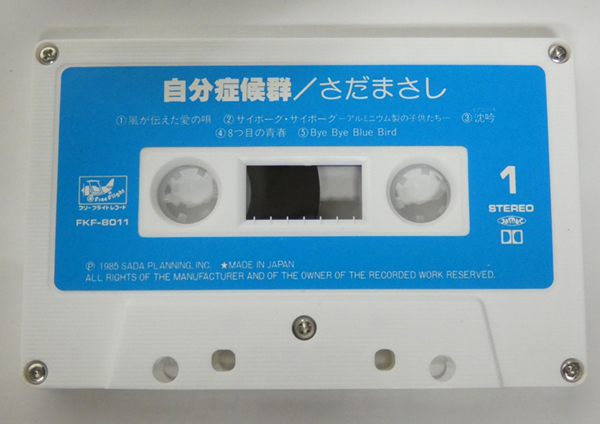 自分症候群/さだまさし
①風が伝えた愛の唄 ②サイボーグ・サイボーグ－アルミニウム製の子供たち－ ③沈吟
④8つ目の青春 ⑤Bye Bye Blue Bird
Free Flight
フリーフライトレコード
FKF-8011
1
STEREO
Ⓟ 1985 SADA PLANNING, INC. ★MADE IN JAPAN
ALL RIGHTS OF THE MANUFACTURER AND OF THE OWNER OF THE RECORDED WORK RESERVED.